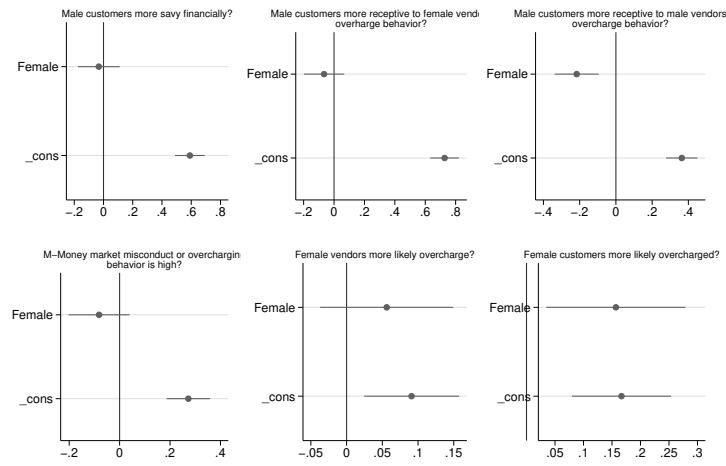 Male customers more savy financially?
Female
_cons
−.2 0 .2 .4 .6 .8
Male customers more receptive to female vend
overharge behavior?
Female
_cons
−.2 0 .2 .4 .6 .8
Male customers more receptive to male vendors
overcharge behavior?
Female
_cons
−.4 −.2 0 .2 .4
M−Money market misconduct or overchargin
behavior is high?
Female
_cons
−.2 0 .2 .4
Female vendors more likely overcharge?
Female
_cons
−.05 0 .05 .1 .15
Female customers more likely overcharged?
Female
_cons
.05 .1 .15 .2 .25 .3